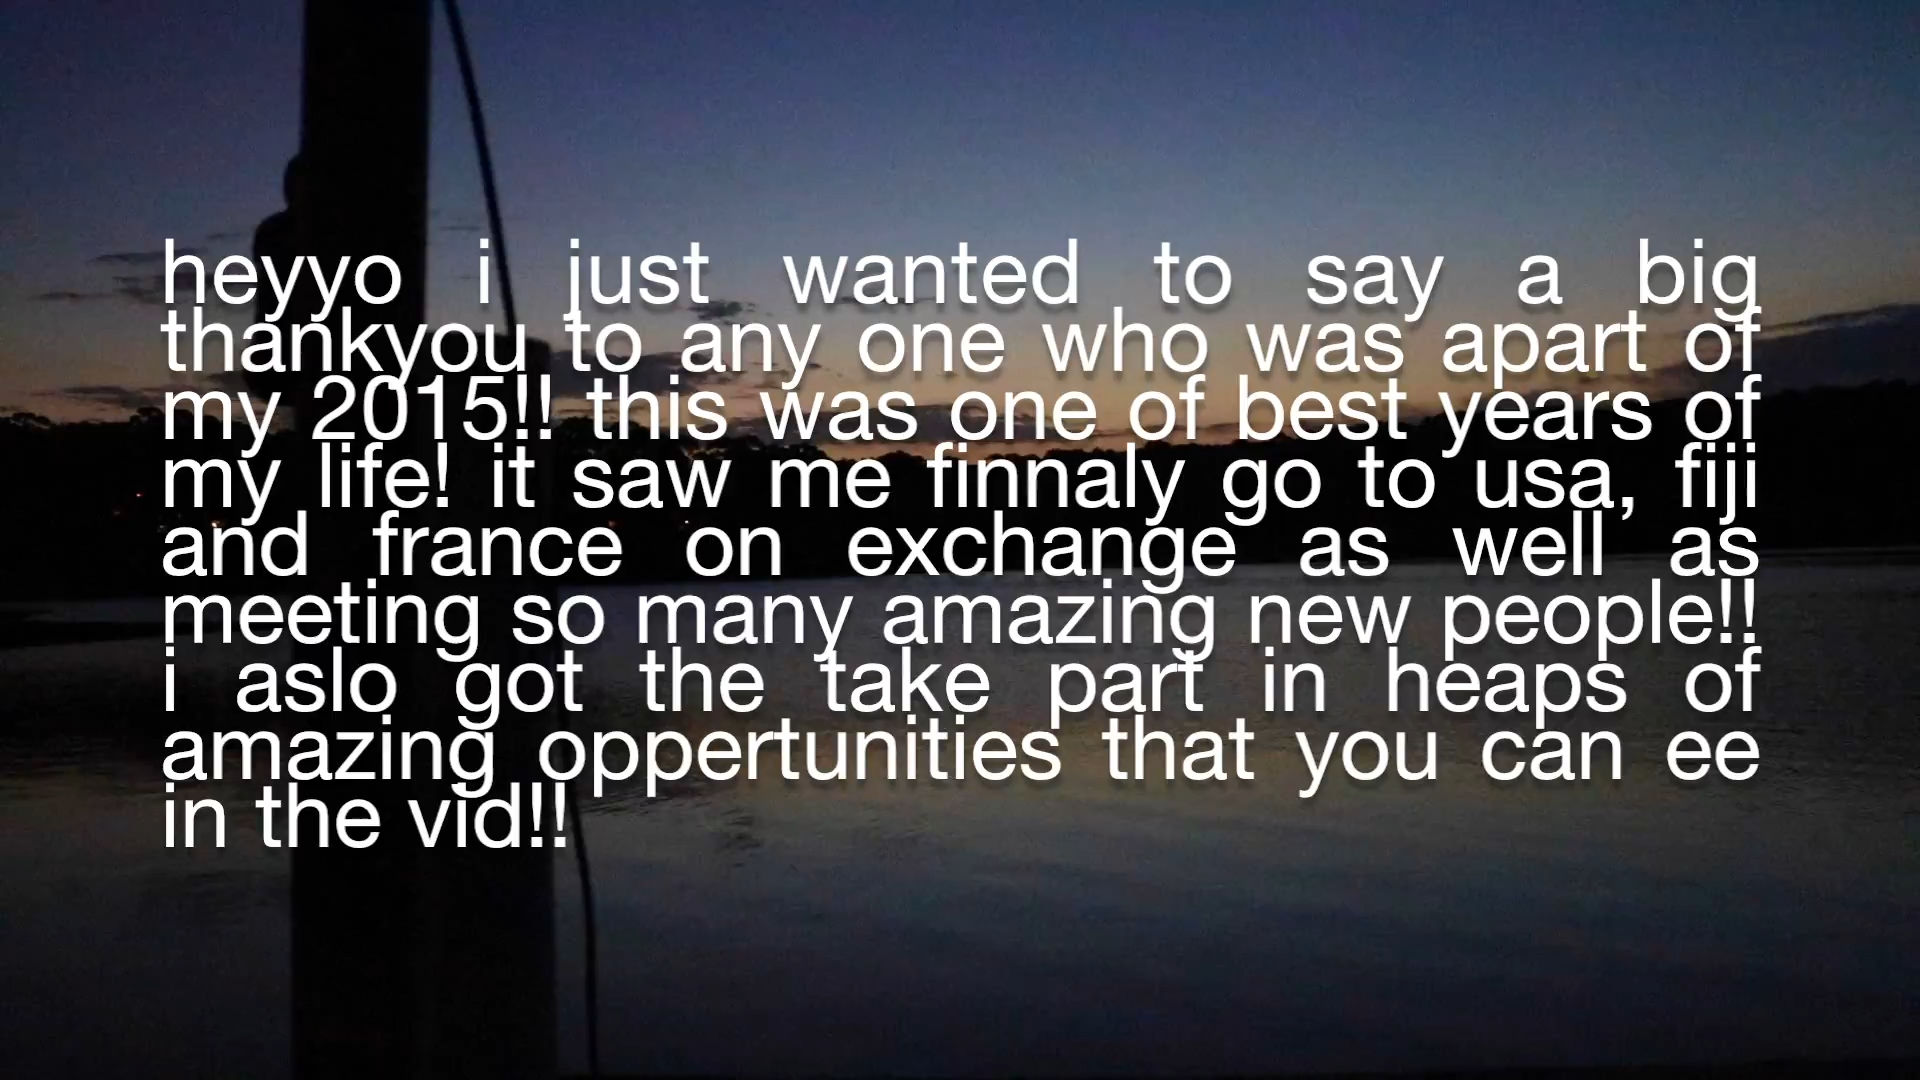 heyyo i just wanted to say a big
thankyou to any one who was apart of
my 2015!! this was one of best years of
my life! it saw me finnaly go to usa, fiji
and france on exchange as well as
meeting so many amazing new people!!
i aslo got the take part in heaps of
amazing oppertunities that you can ee
in the vid!!